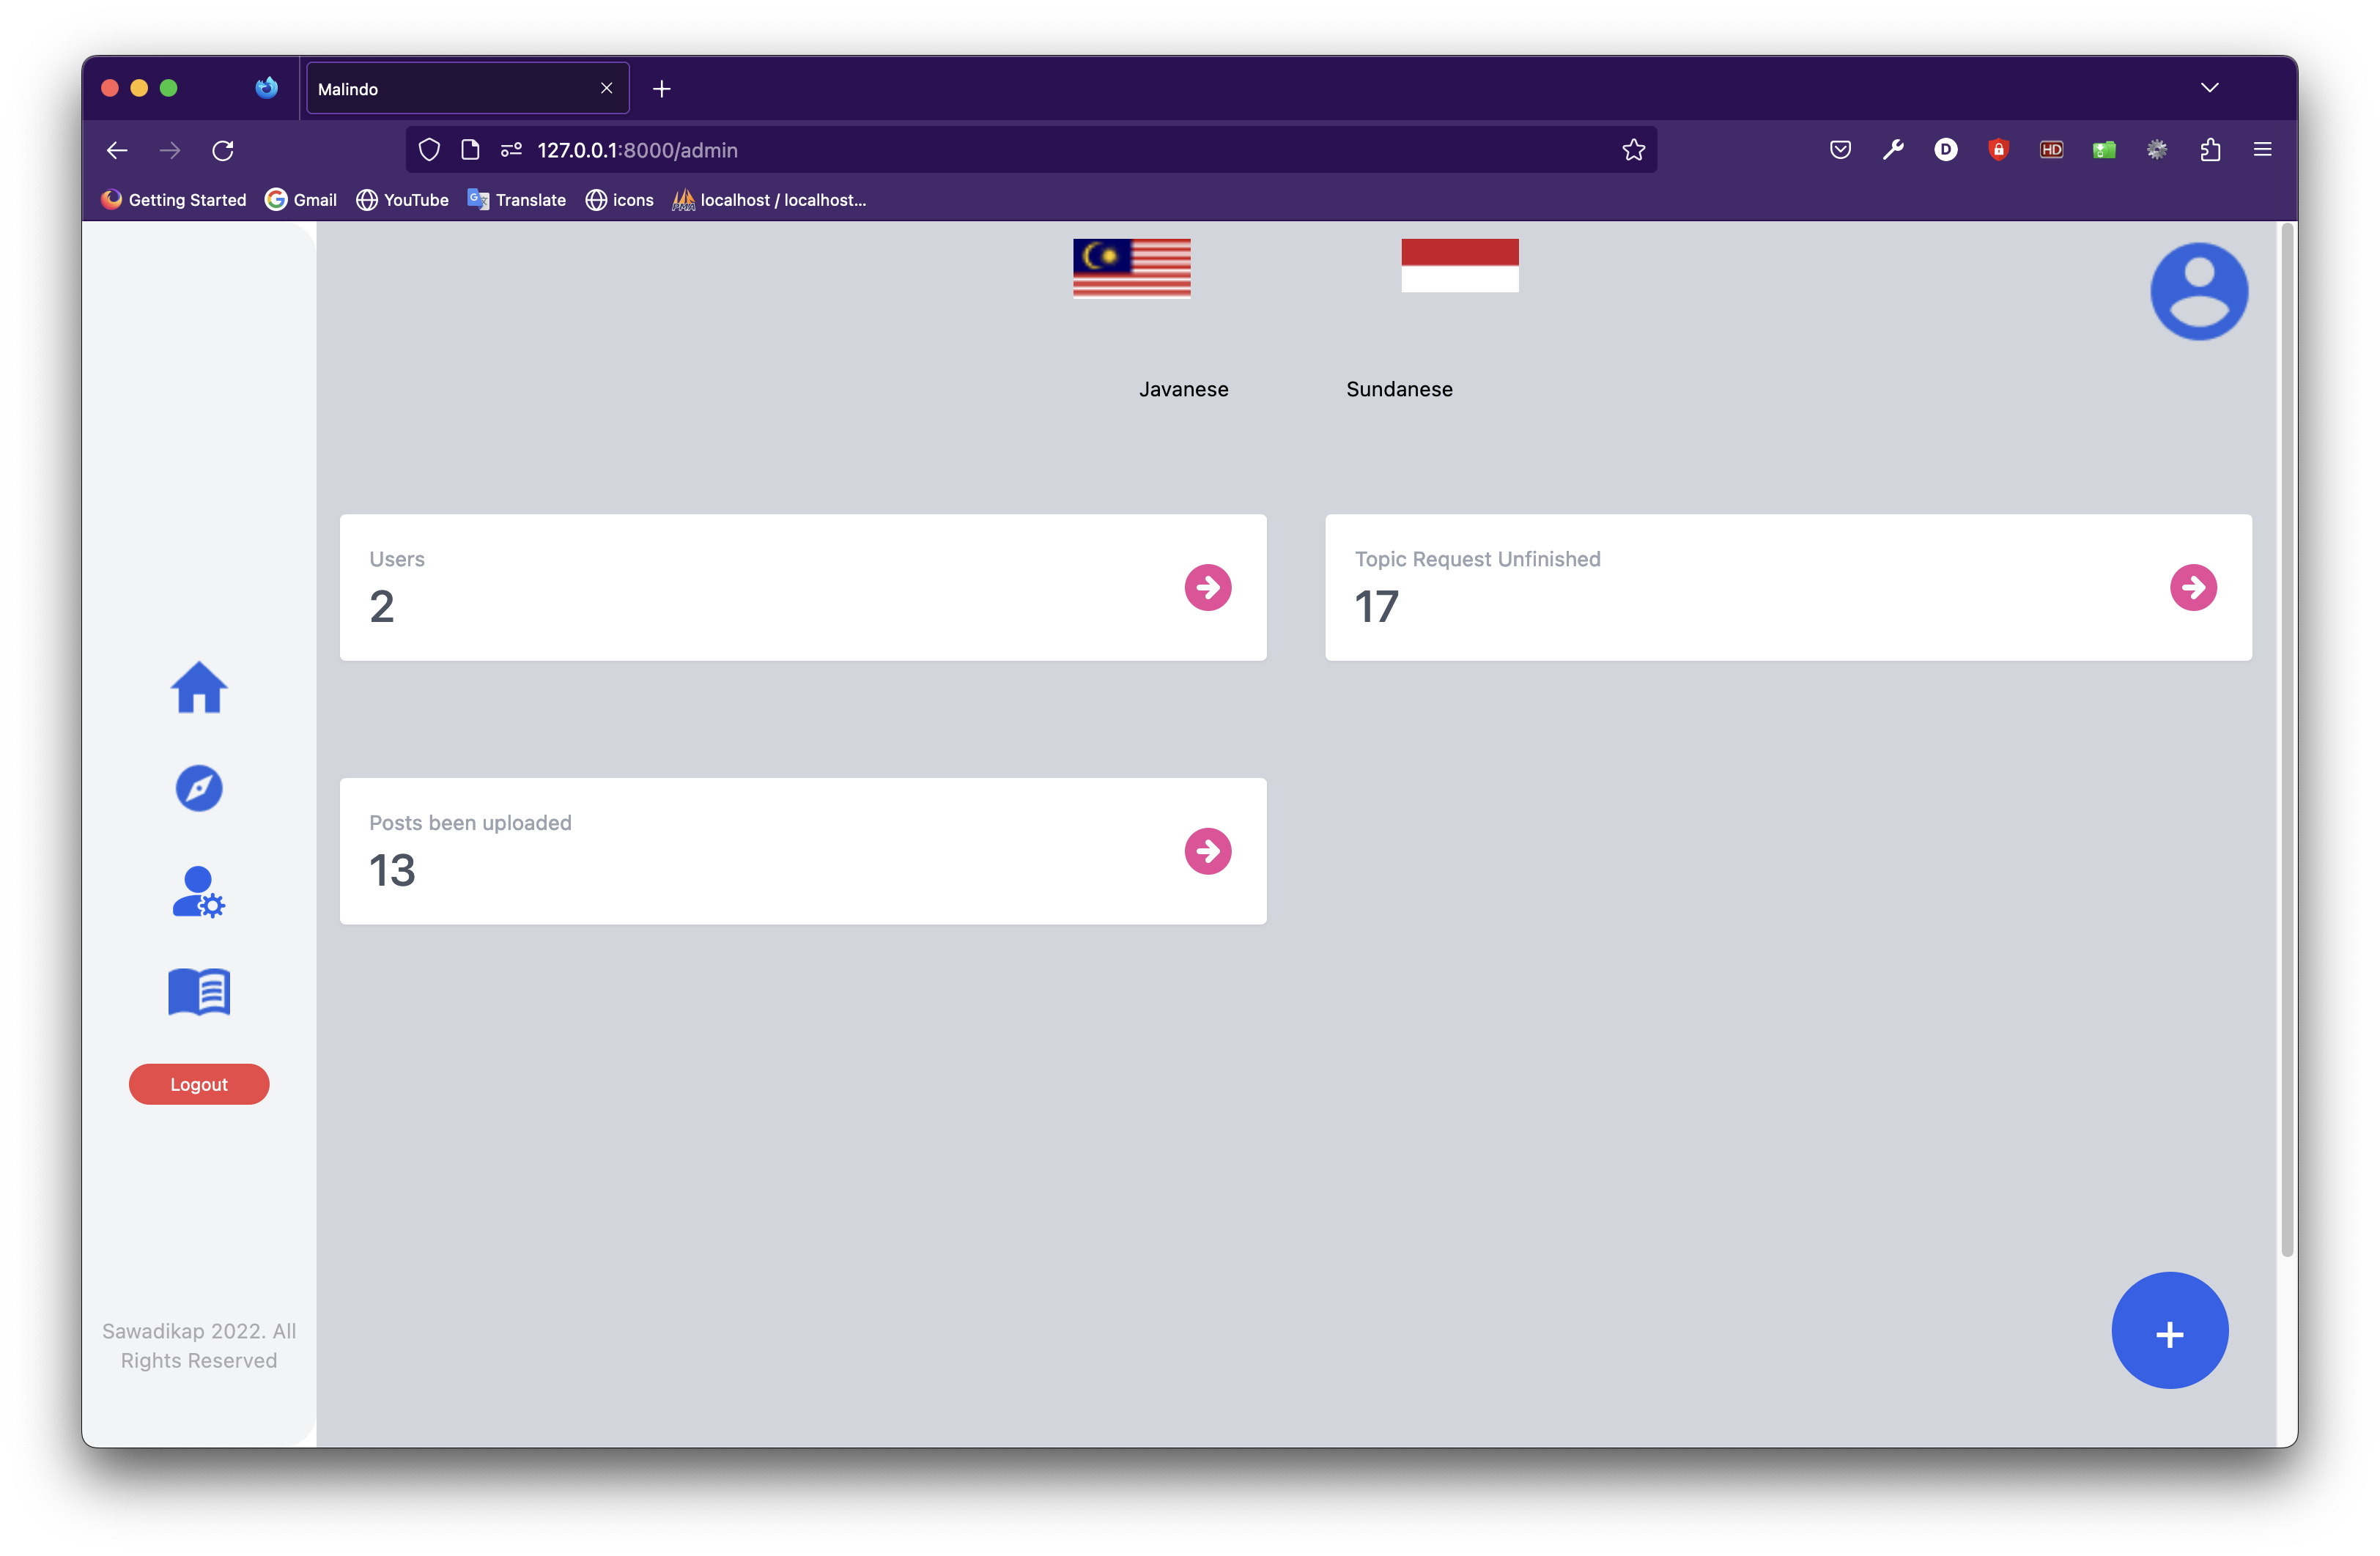 Malindo
127.0.0.1:8000/admin
HD
D
Getting Started
Gmail
YouTube
Translate
icons
localhost / localhost...
Javanese
Sundanese
Users
2
Topic Request Unfinished
17
Posts been uploaded
13
Logout
Sawadikap 2022. All
Rights Reserved
+